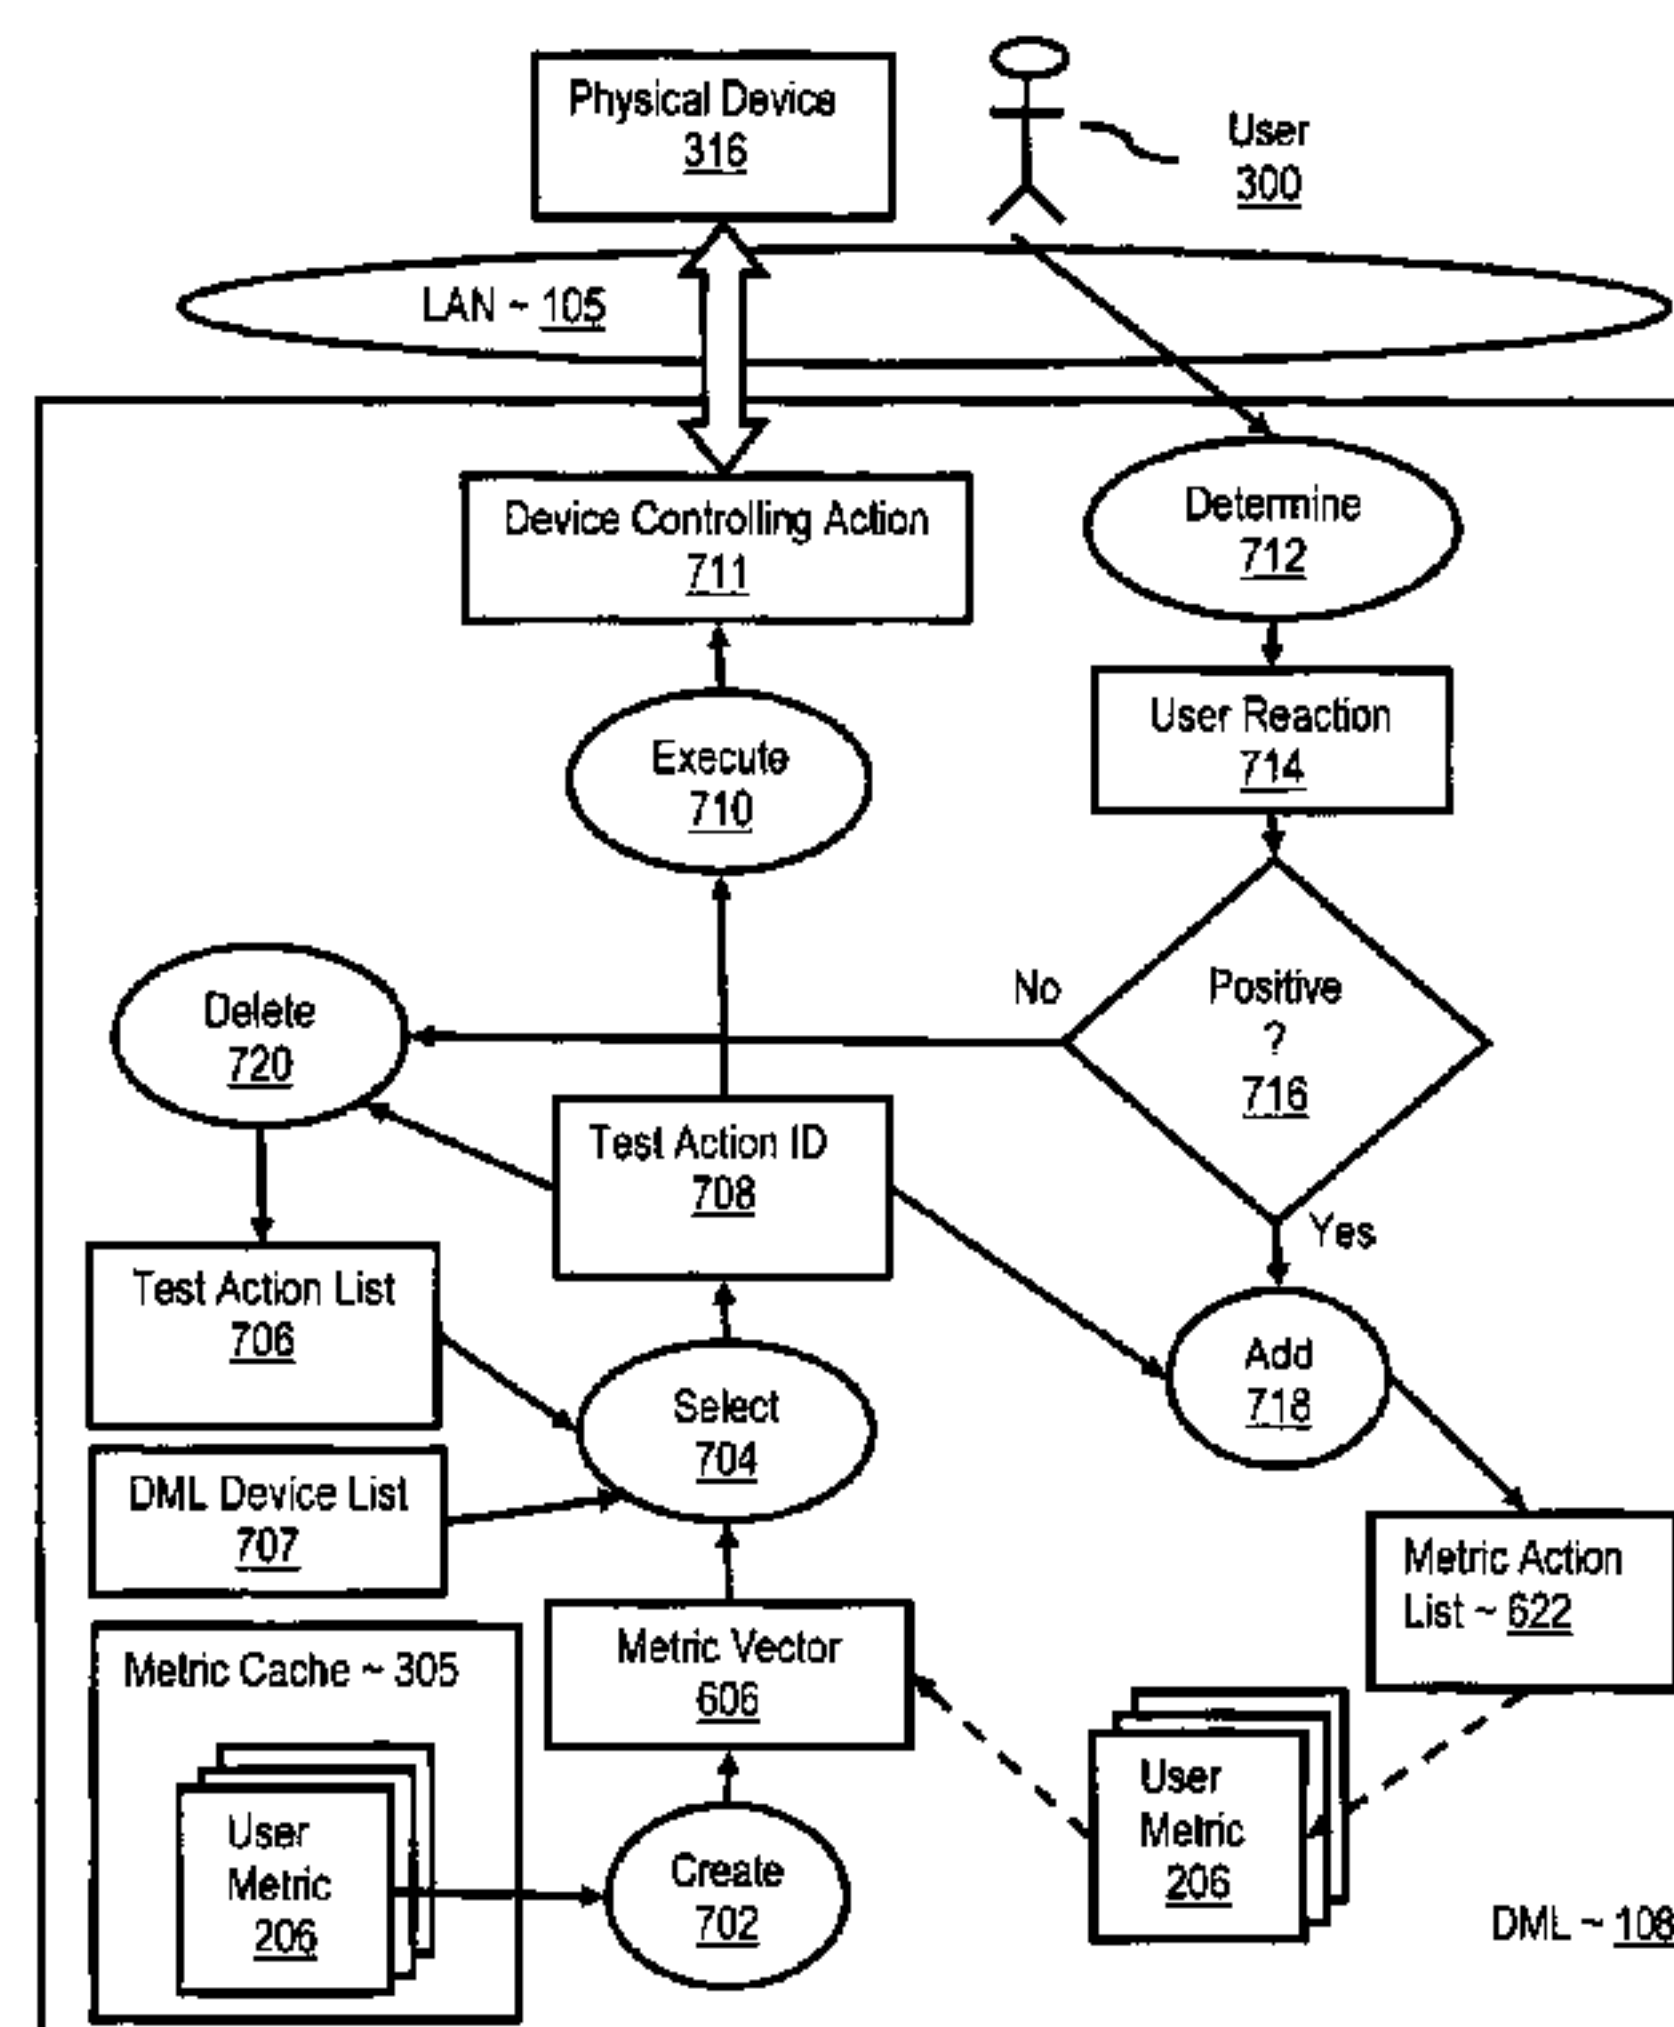 Physical Device
316
User
300
LAN ~ 105
Device Controlling Action
711
Determine
712
User Reaction
714
Execute
710
Positive
?
716
No
Yes
Delete
720
Test Action ID
708
Test Action List
706
Select
704
Add
718
DML Device List
707
Metric Action
List ~ 622
Metric Vector
606
Metric Cache ~ 305
User
Metric
206
Create
702
User
Metric
206
DML ~ 108